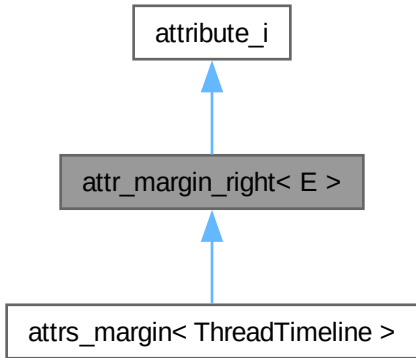 attribute_i
attr_margin_right< E >
attrs_margin< ThreadTimeline >